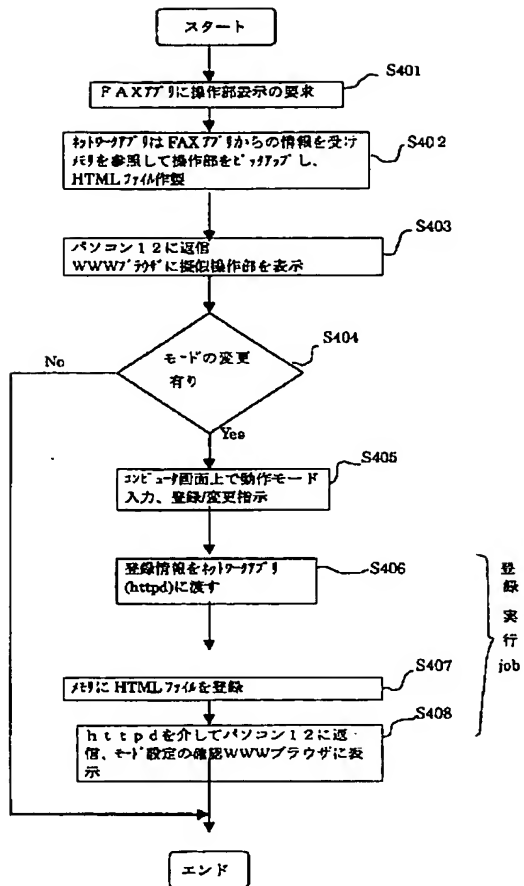 スタート
S401
FAXアプリに操作部表示の要求
S402
ネットワークアプリはFAXアプリからの情報を受け
メモリを参照して操作部をピックアップし、
HTMLファイル作製
S403
パソコン12に返信
WWWブラウザに擬似操作部を表示
S404
モードの変更
有り
No
Yes
S405
コンピュータ画面上で動作モード
入力、登録/変更指示
S406
登録情報をネットワークアプリ
(httpd)に渡す
登
録
実
行
job
S407
メモリにHTMLファイルを登録
S408
httpdを介してパソコン12に返
信、モード設定の確認WWWブラウザに表
示
エンド